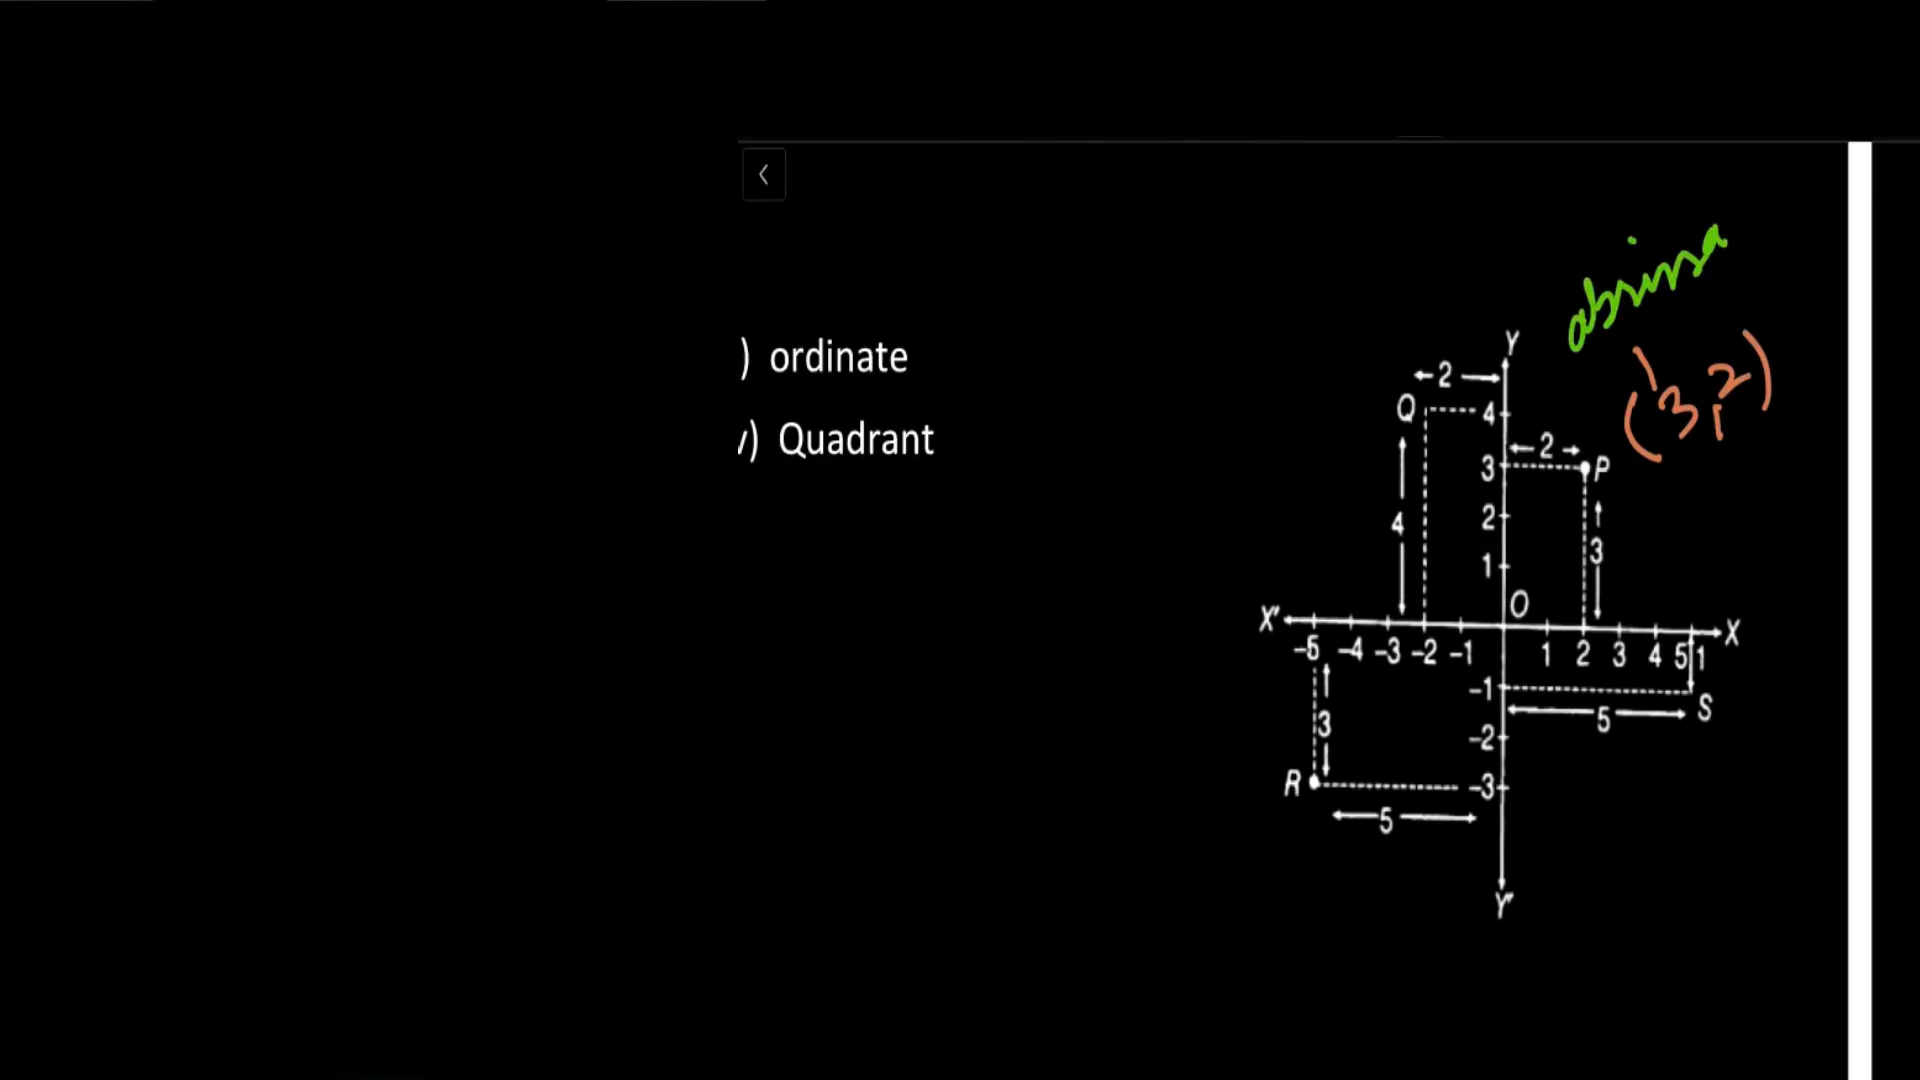 ) ordinate
v) Quadrant
(3,2)
Y
2
Q
4
2
3
P
4
2
3
1
O
X'
X
-5 -4 -3 -2 -1 1 2 3 4 5 1
-1
S
3
5
-2
R
-3
5
Y'